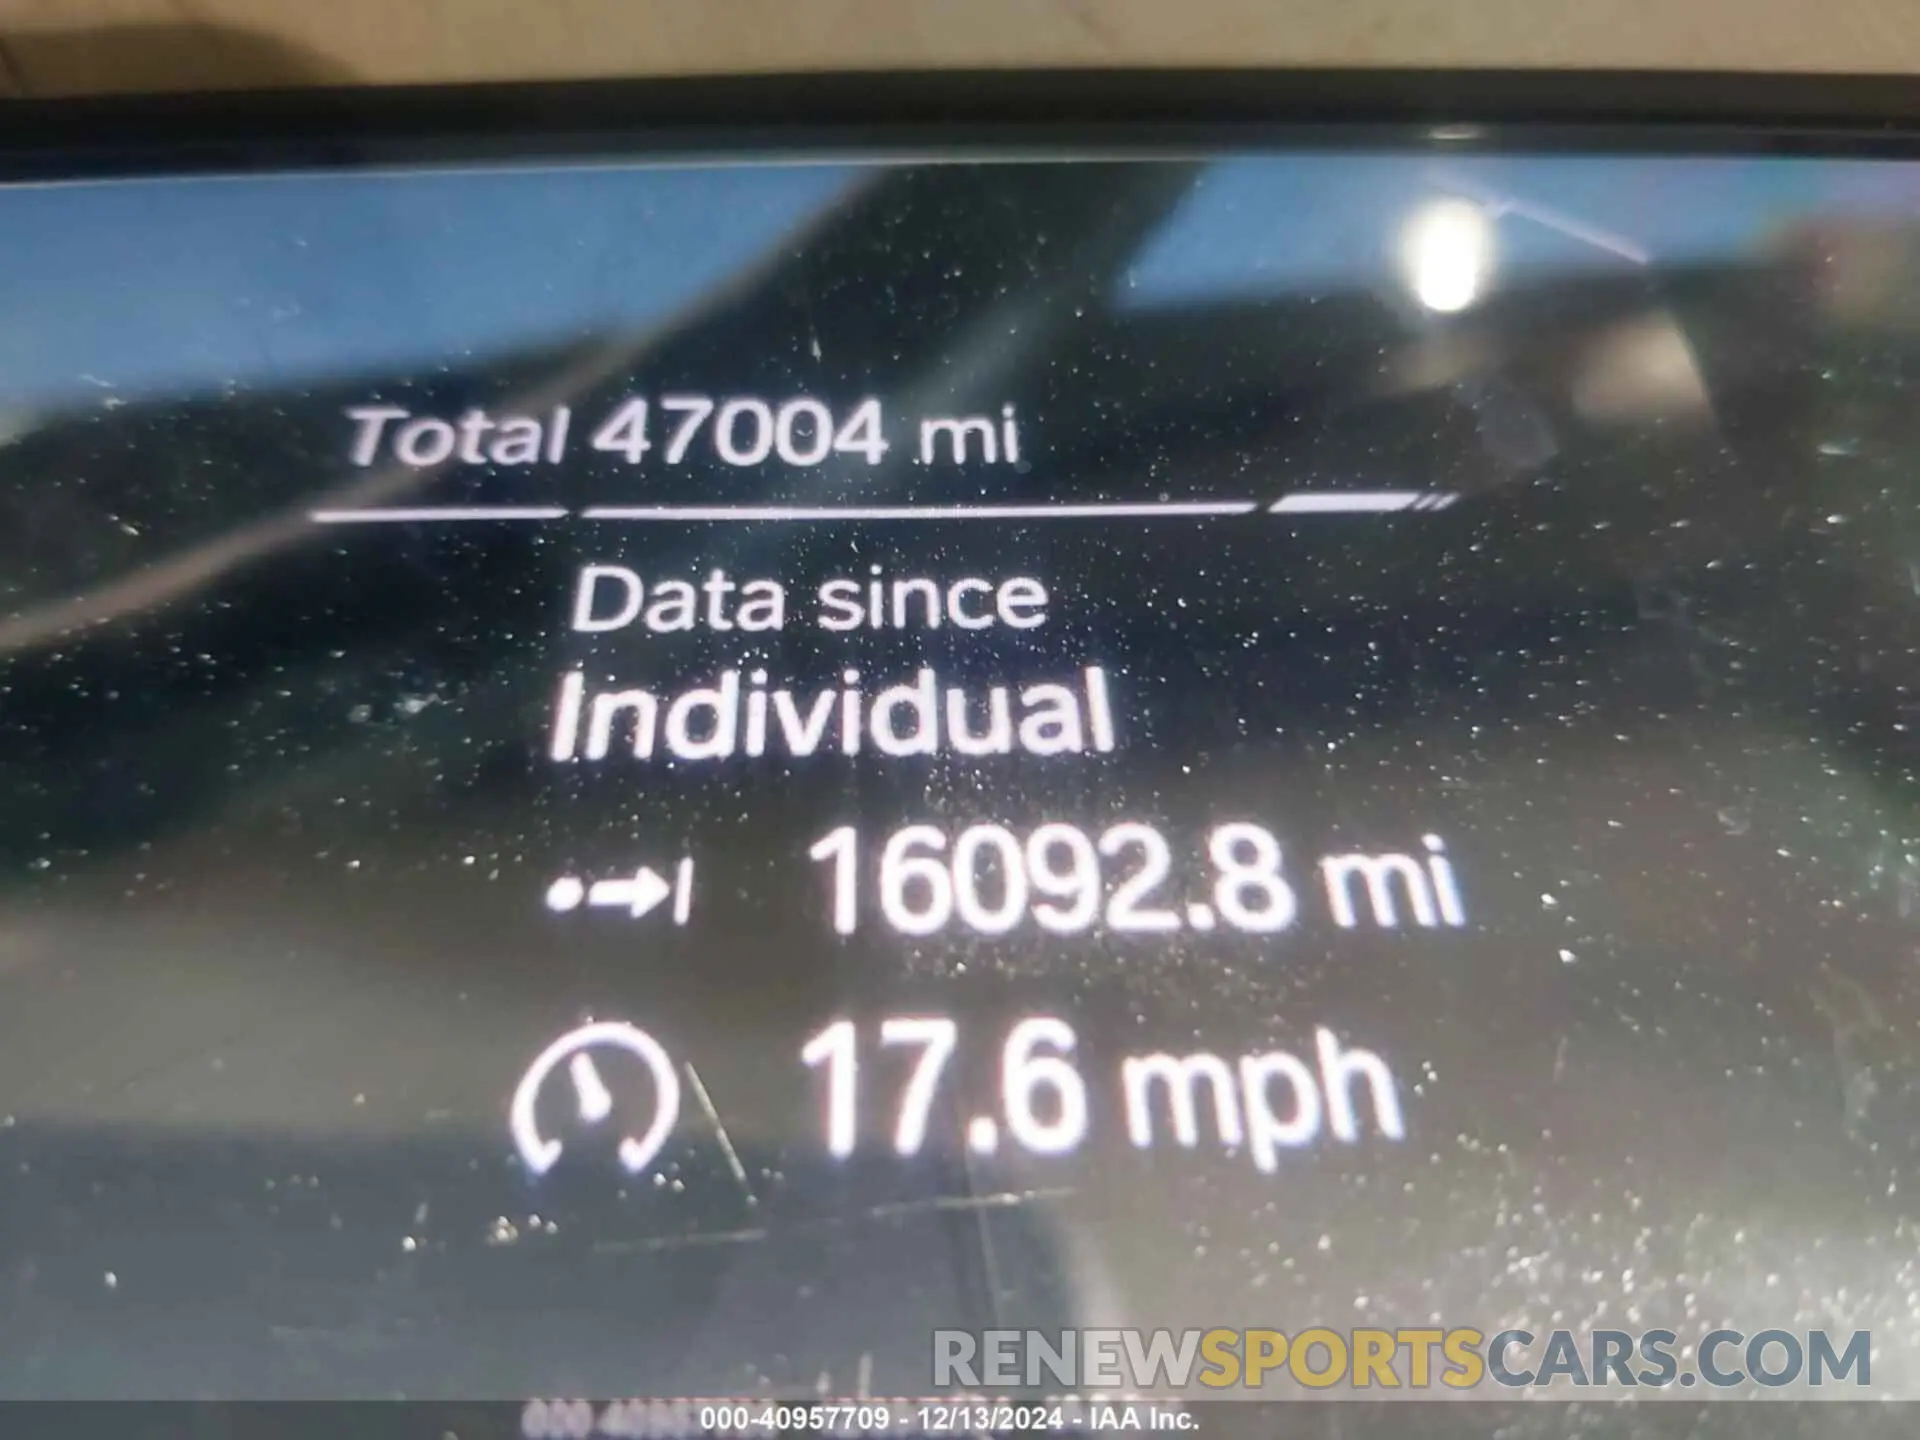 Total 47004 mi
Data since
Individual
16092.8 mi
17.6 mph
RENEWSPORTSCARS.COM
000-40957709 - 12/13/2024 - IAA Inc.